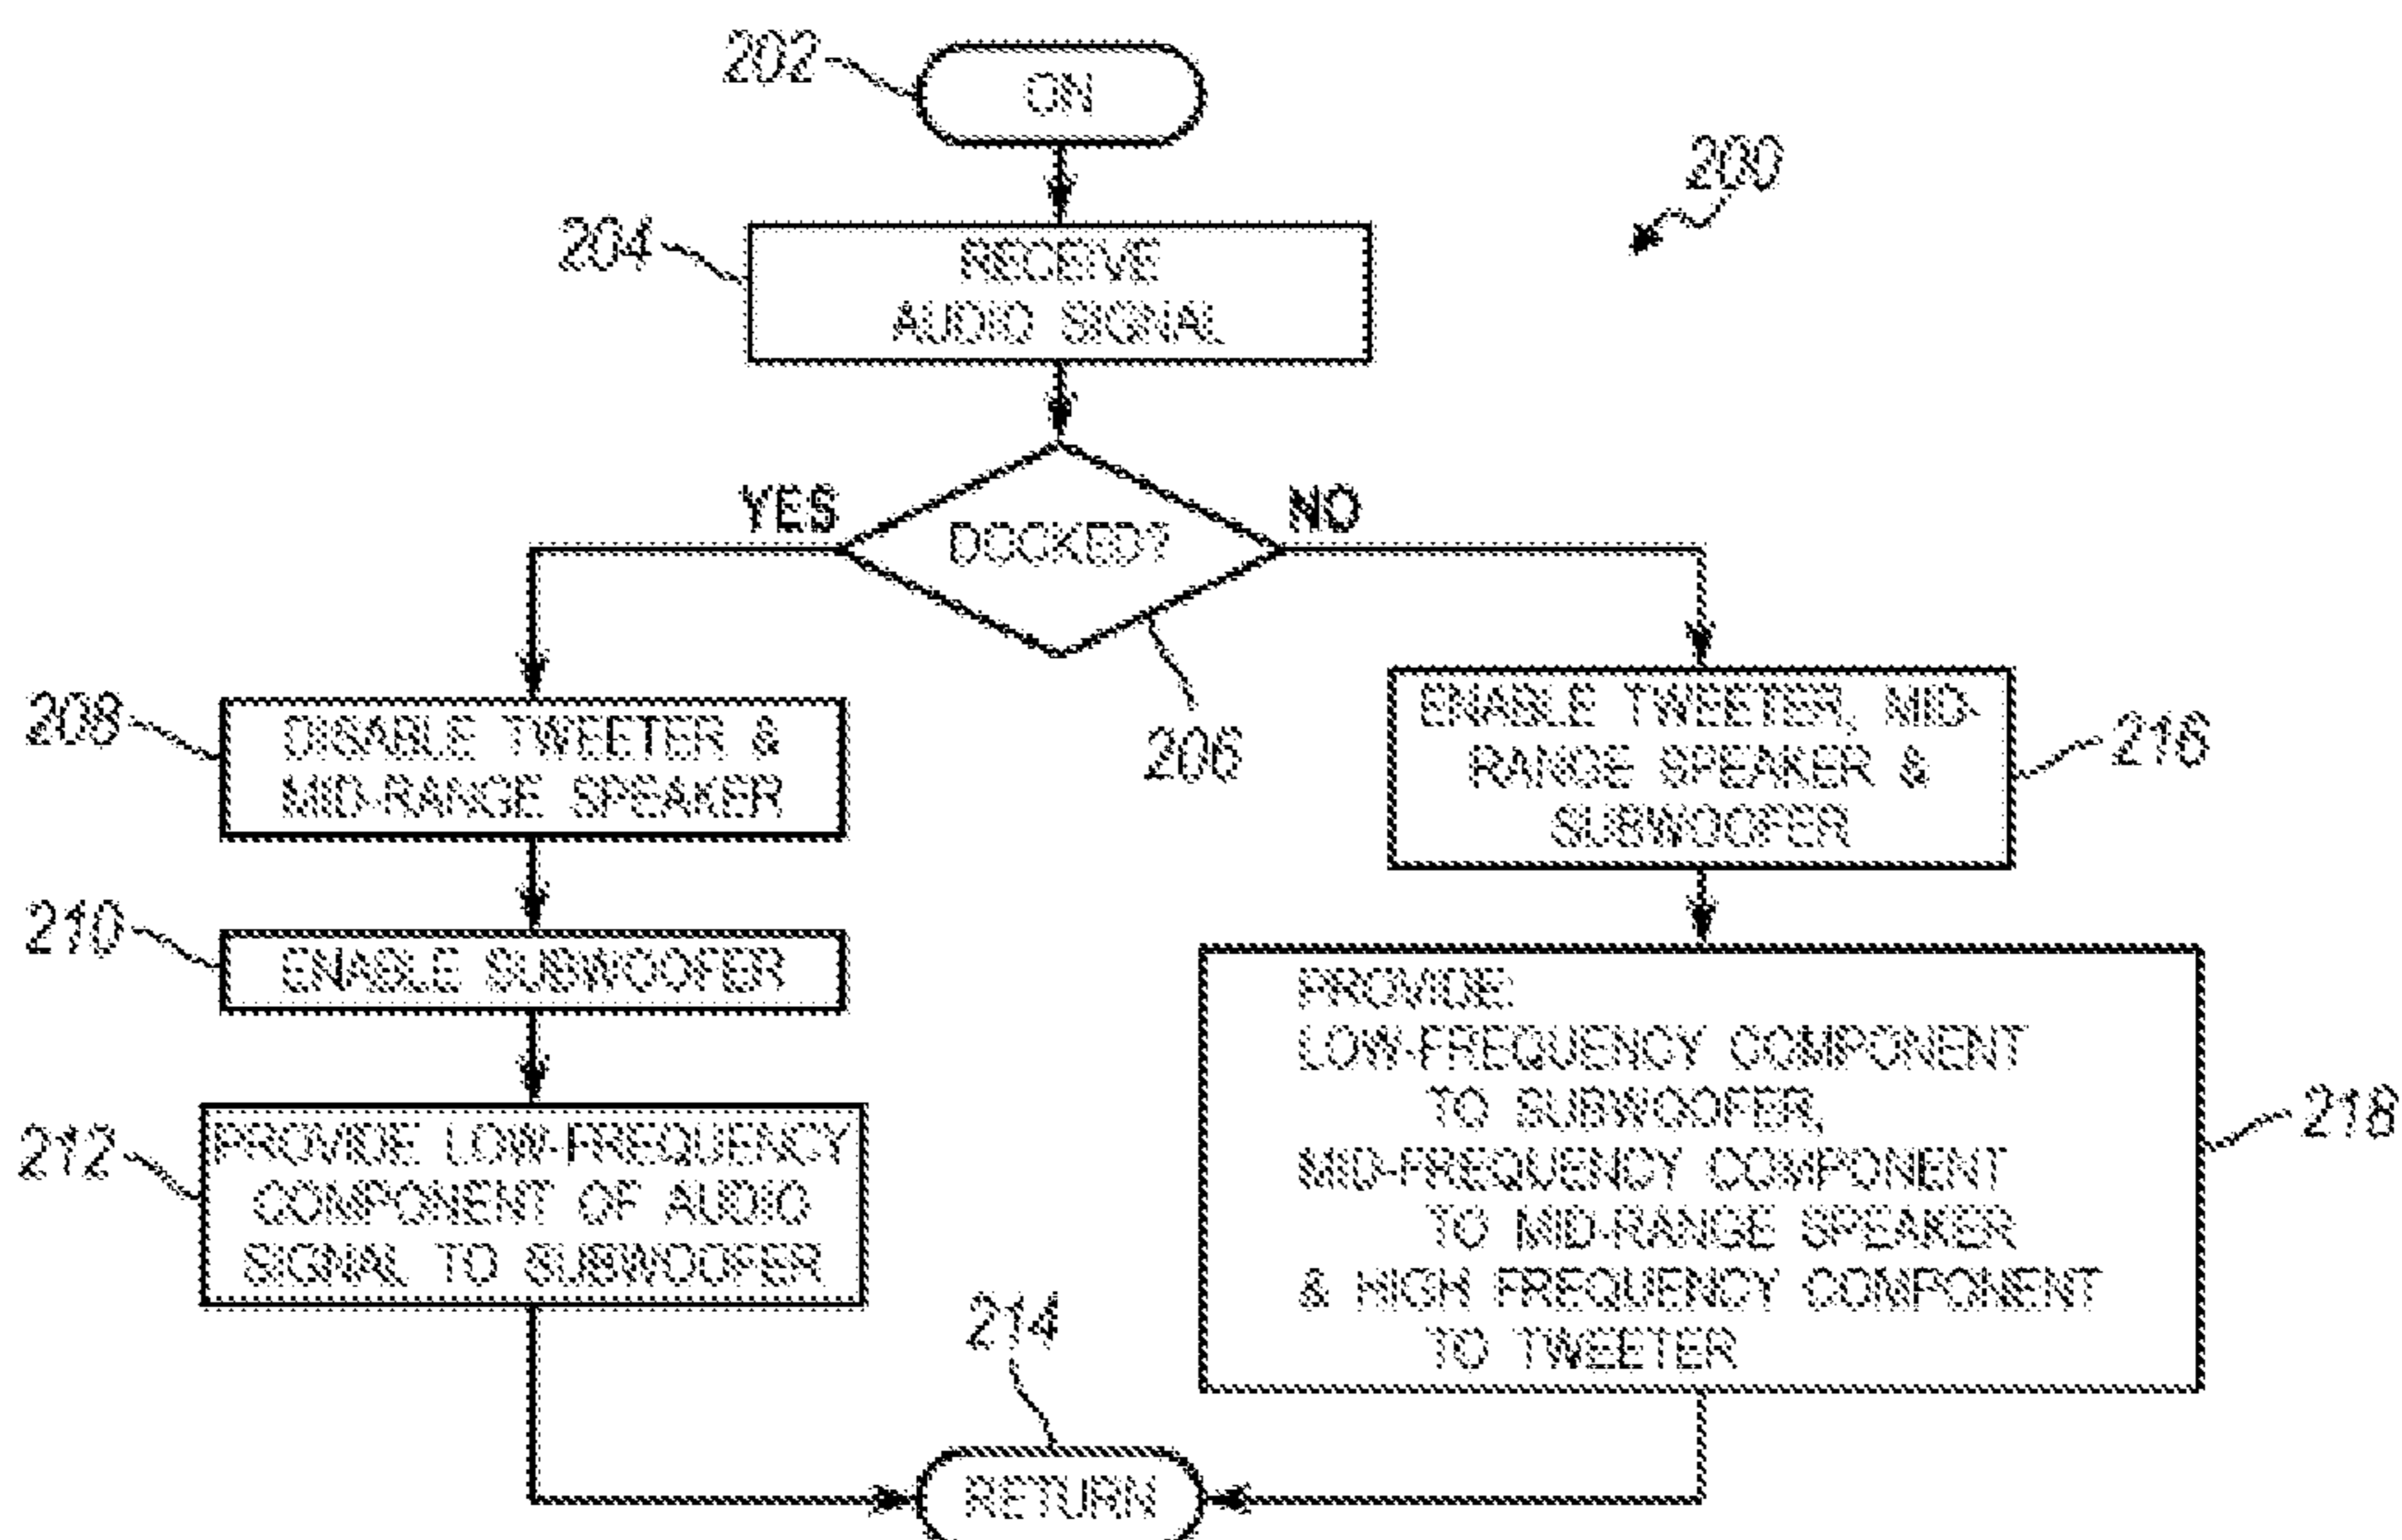 202
ON
200
204
RECEIVE
AUDIO SIGNAL
YES
NO
DOCKED?
206
208
DISABLE TWEETER &
MID-RANGE SPEAKER
ENABLE TWEETER, MID-
RANGE SPEAKER &
SUBWOOFER
216
210
ENABLE SUBWOOFER
212
PROVIDE LOW-FREQUENCY
COMPONENT OF AUDIO
SIGNAL TO SUBWOOFER
PROVIDE:
LOW-FREQUENCY COMPONENT
TO SUBWOOFER,
MID-FREQUENCY COMPONENT
TO MID-RANGE SPEAKER
& HIGH FREQUENCY COMPONENT
TO TWEETER
218
214
RETURN